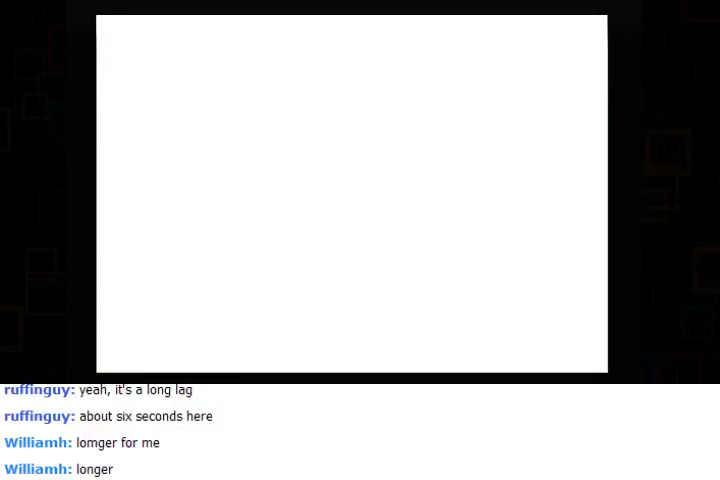 ruffinguy: yeah, it's a long lag
ruffinguy: about six seconds here
Williamh: lomger for me
Williamh: longer